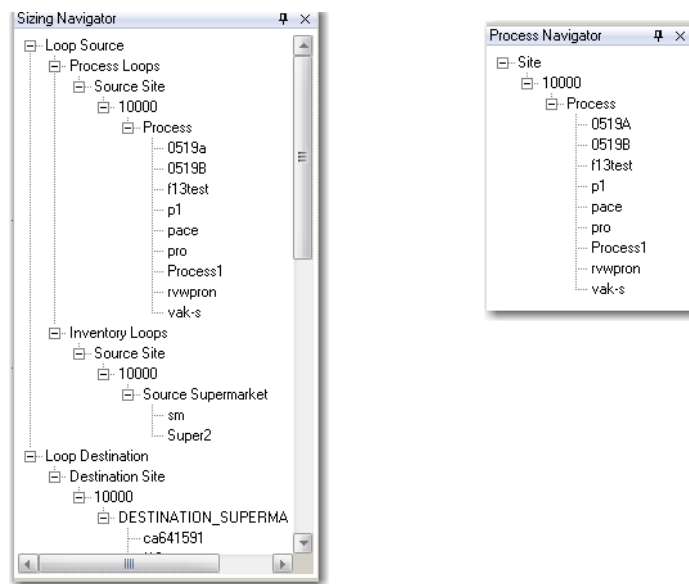 Sizing Navigator
Loop Source
Process Loops
Source Site
10000
Process
0519a
0519B
f13test
p1
pace
pro
Process1
rvwpron
vak-s
Inventory Loops
Source Site
10000
Source Supermarket
sm
Super2
Loop Destination
Destination Site
10000
DESTINATION_SUPERMA
ca641591
Process Navigator
Site
10000
Process
0519A
0519B
f13test
p1
pace
pro
Process1
rvwpron
vak-s